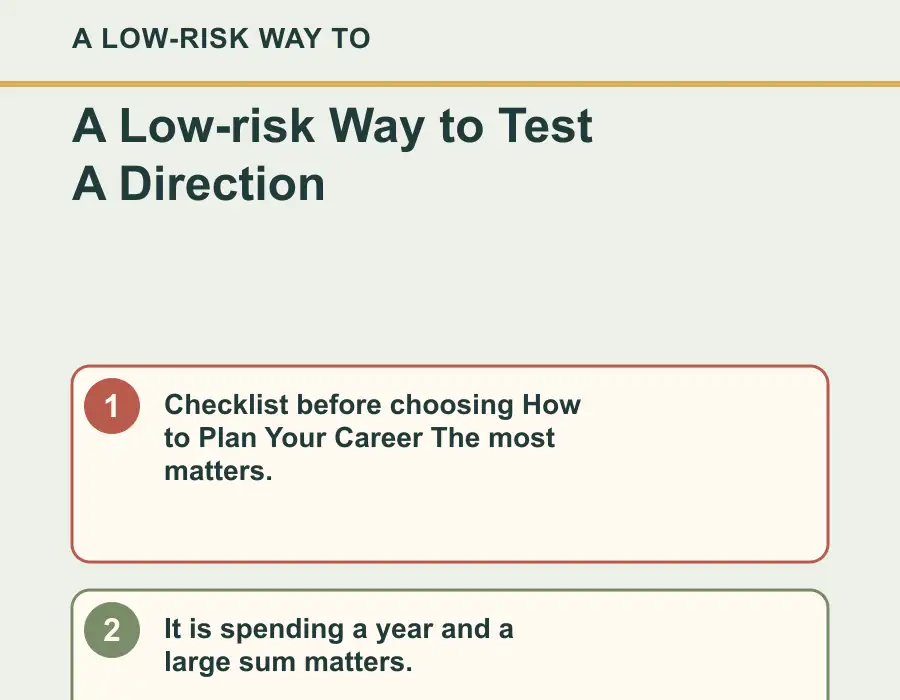 A LOW-RISK WAY TO
A Low-risk Way to Test
A Direction
1
Checklist before choosing How
to Plan Your Career The most
matters.
2
It is spending a year and a
large sum matters.